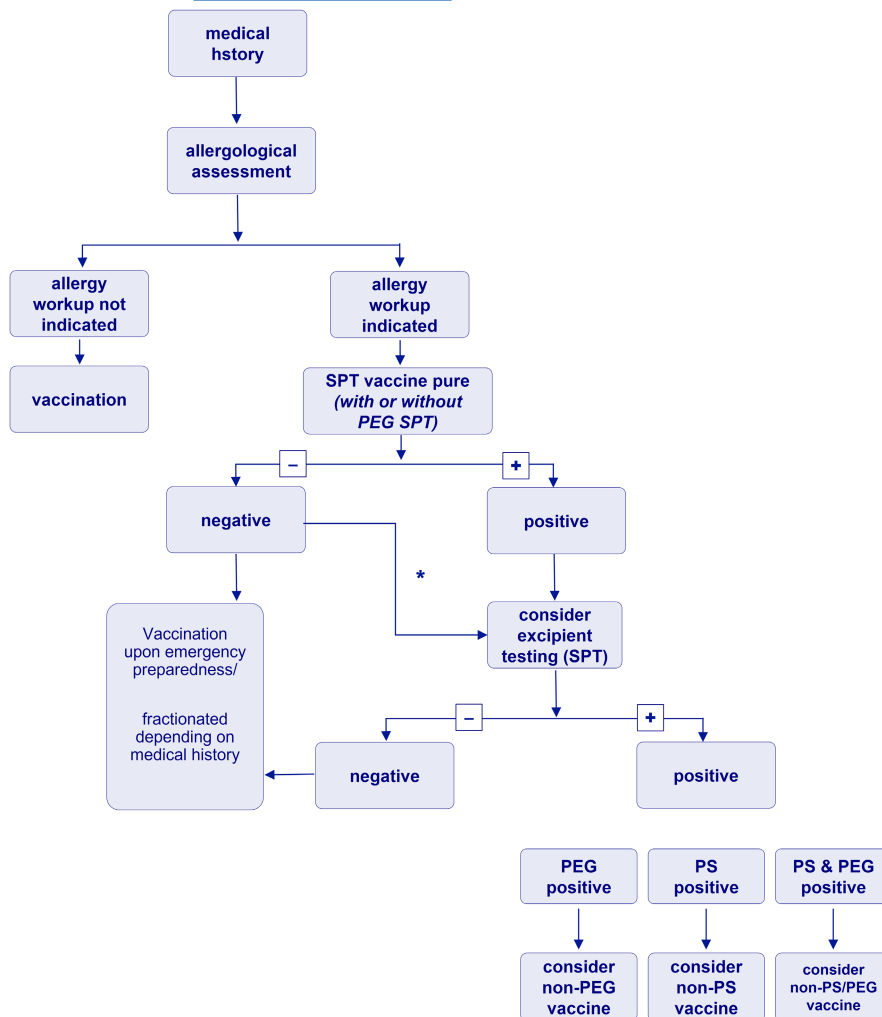 medical
hstory
allergological
assessment
allergy
workup not
indicated
allergy
workup
indicated
vaccination
SPT vaccine pure
(with or without
PEG SPT)
–
+
negative
positive
*
Vaccination
upon emergency
preparedness/
fractionated
depending on
medical history
consider
excipient
testing (SPT)
–
+
negative
positive
PEG
positive
PS
positive
PS & PEG
positive
consider
non-PEG
vaccine
consider
non-PS
vaccine
consider
non-PS/PEG
vaccine